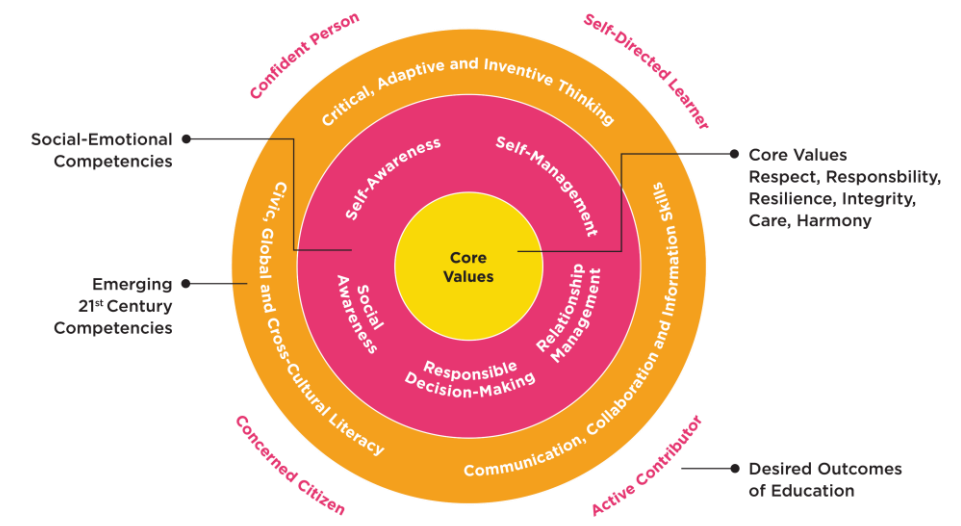 Confident Person
Self-Directed Learner
Critical, Adaptive and Inventive Thinking
Social-Emotional
Competencies
Self-Awareness
Self-Management
Core Values
Respect, Responsbility,
Resilience, Integrity,
Care, Harmony
Civic, Global and Cross-Cultural Literacy
Communication, Collaboration and Information Skills
Core
Values
Emerging
21st Century
Competencies
Social
Awareness
Relationship
Management
Responsible
Decision-Making
Concerned Citizen
Active Contributor
Desired Outcomes
of Education